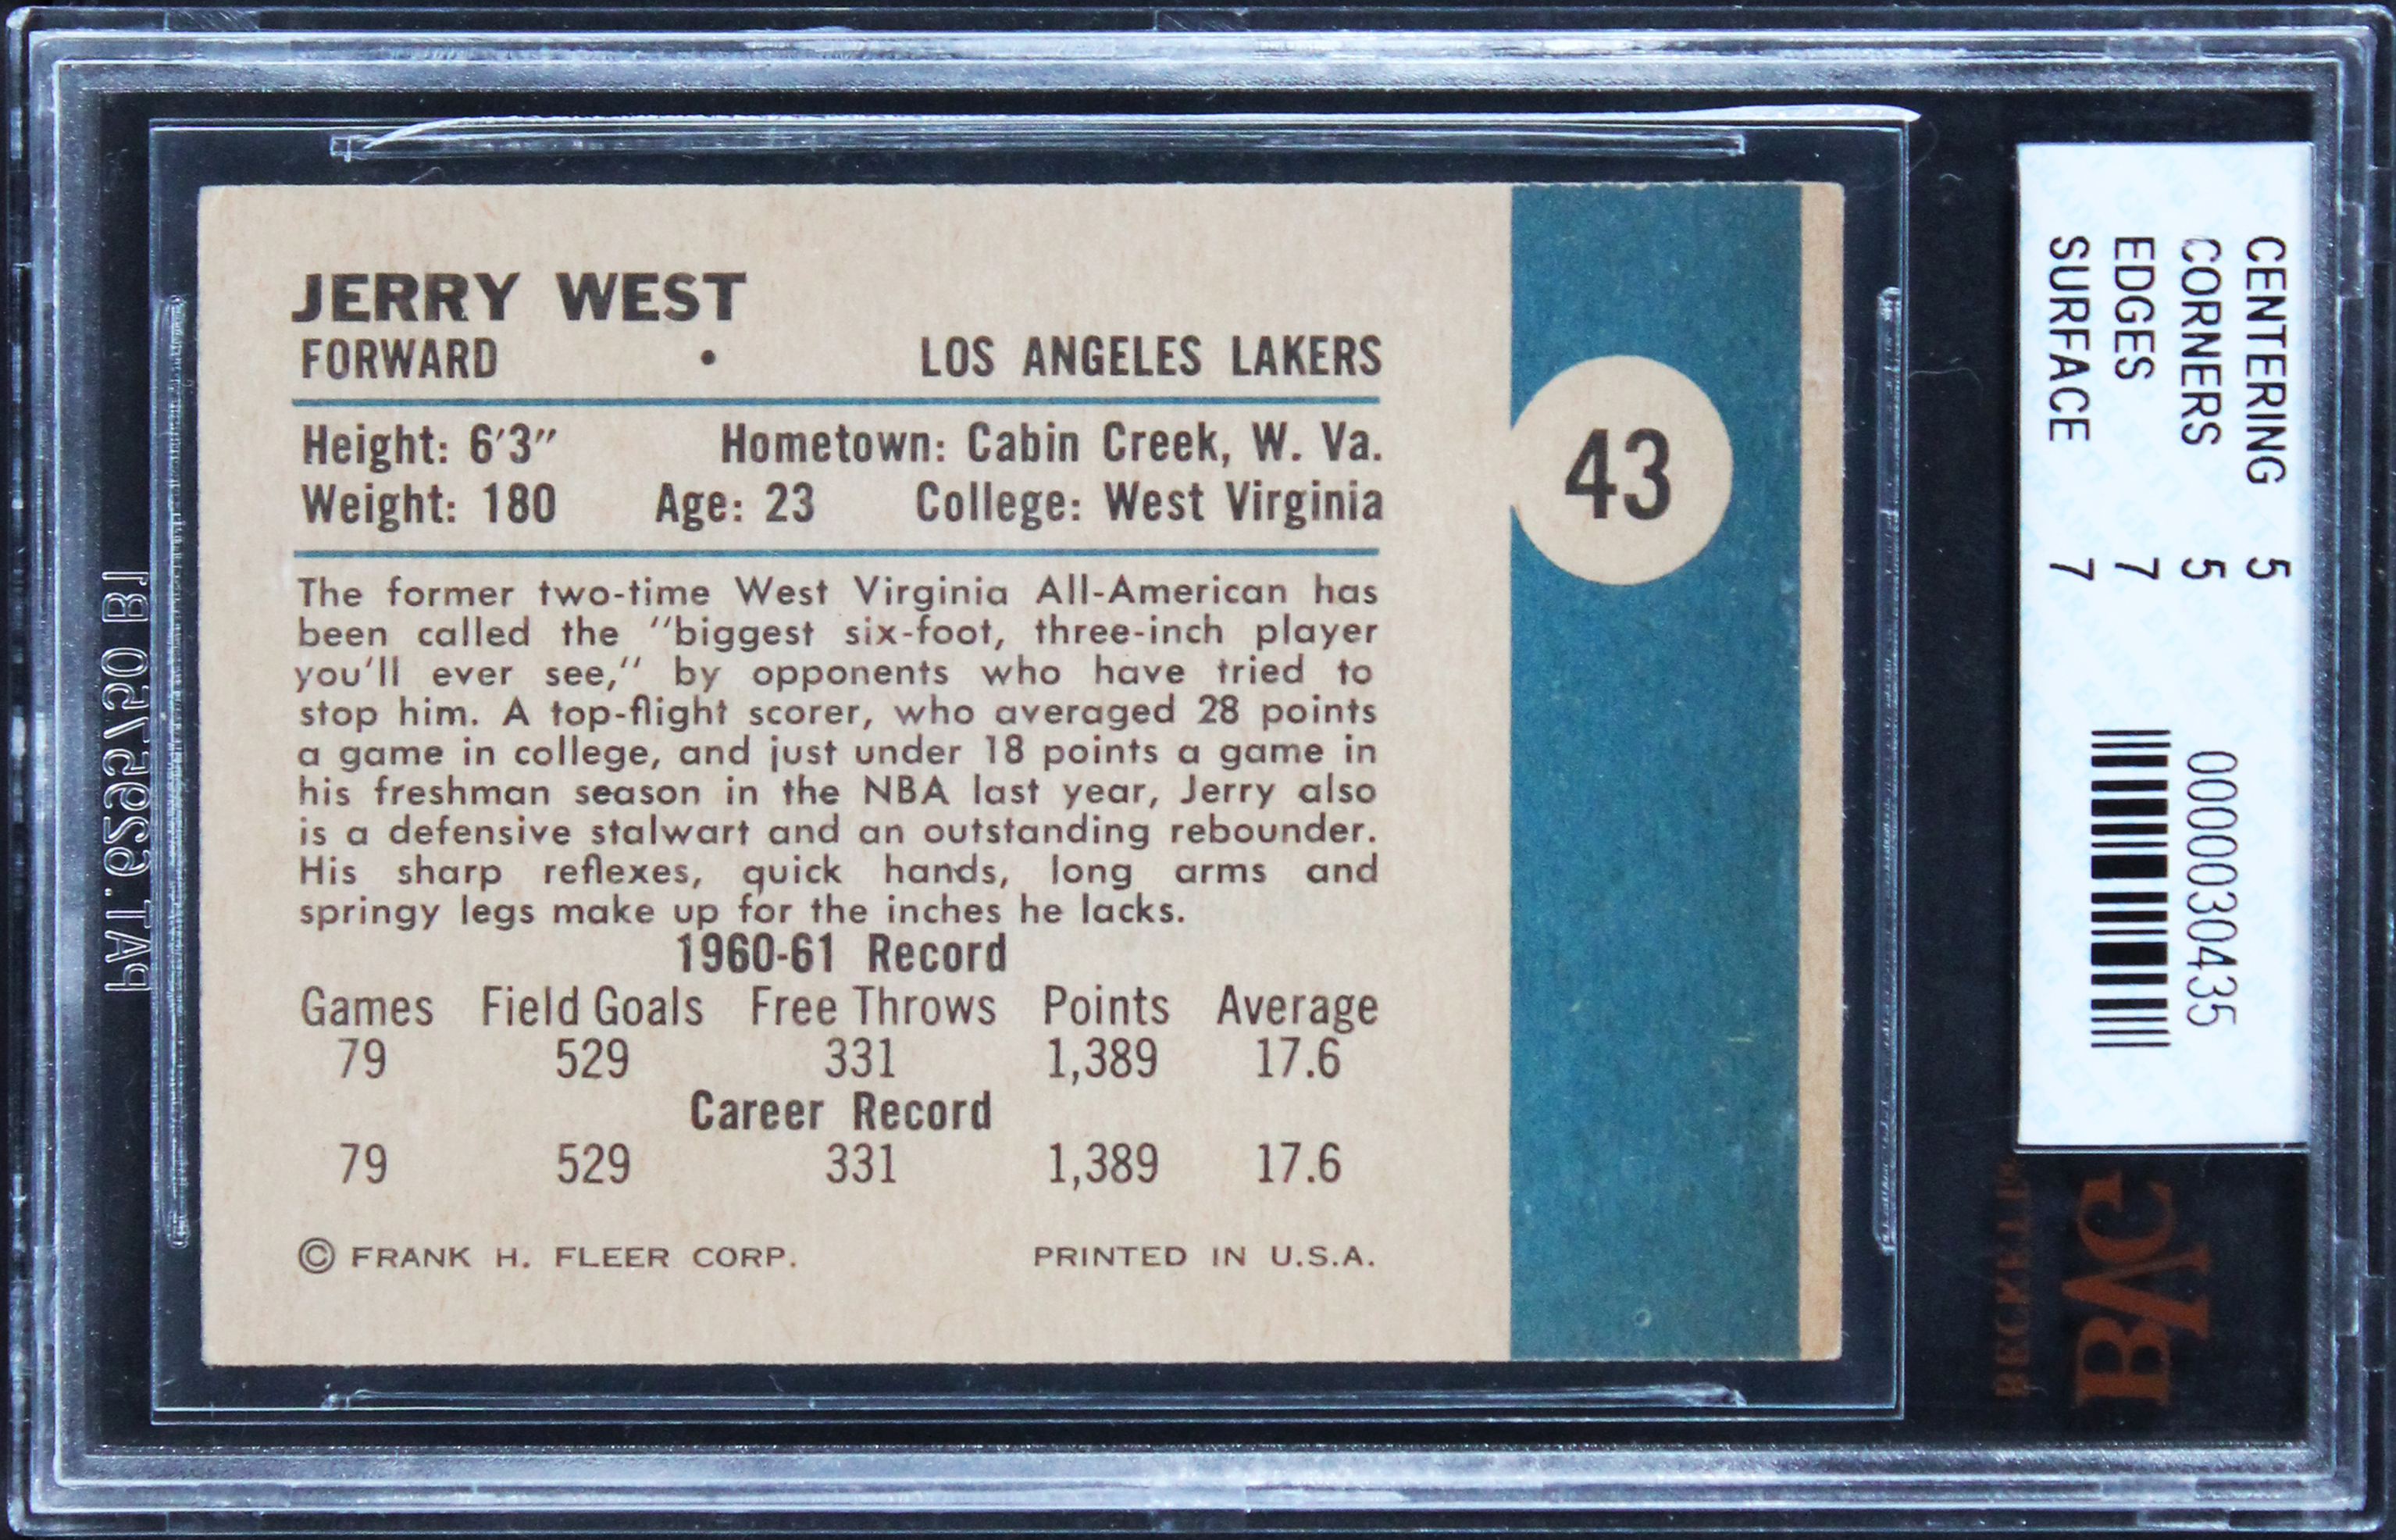 JERRY WEST
FORWARD • LOS ANGELES LAKERS
Height: 6'3" Hometown: Cabin Creek, W. Va.
Weight: 180 Age: 23 College: West Virginia
43
The former two-time West Virginia All-American has
been called the "biggest six-foot, three-inch player
you'll ever see," by opponents who have tried to
stop him. A top-flight scorer, who averaged 28 points
a game in college, and just under 18 points a game in
his freshman season in the NBA last year, Jerry also
is a defensive stalwart and an outstanding rebounder.
His sharp reflexes, quick hands, long arms and
springy legs make up for the inches he lacks.
1960-61 Record
Games Field Goals Free Throws Points Average
79 529 331 1,389 17.6
Career Record
79 529 331 1,389 17.6
© FRANK H. FLEER CORP. PRINTED IN U.S.A.
CENTERING 5
CORNERS 5
EDGES 7
SURFACE 7
0000030435
BECKETT
BVG